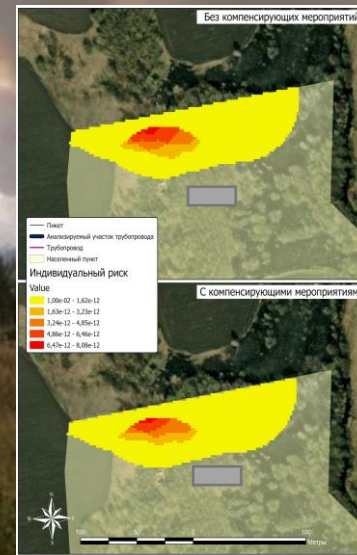 Без компенсирующих мероприятий
Пикет
Анализируемый участок трубопровода
Трубопровод
Населенный пункт
Индивидуальный риск
Value
1,00e-02 - 1,62e-12
1,63e-12 - 3,23e-12
3,24e-12 - 4,85e-12
4,86e-12 - 6,46e-12
6,47e-12 - 8,08e-12
С компенсирующими мероприятиями
100
0
100
Метры